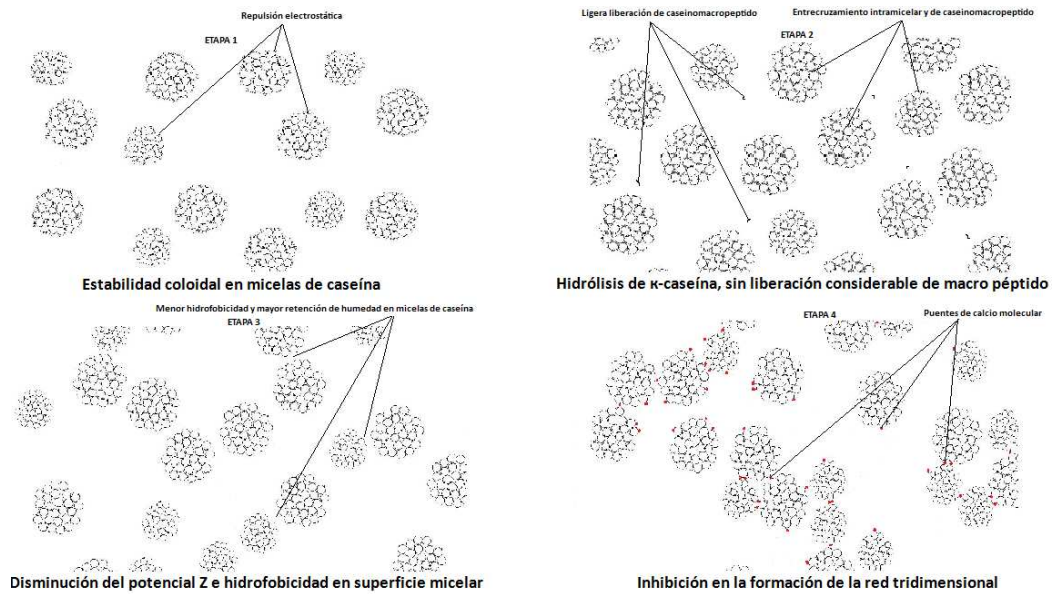 Repulsión electrostática
ETAPA 1
Estabilidad coloidal en micelas de caseína
Ligera liberación de caseinomacropeptido
Entrecruzamiento intramicelar y de caseinomacropeptido
ETAPA 2
Hidrólisis de κ-caseína, sin liberación considerable de macro péptido
Menor hidrofobicidad y mayor retención de humedad en micelas de caseína
ETAPA 3
Disminución del potencial Z e hidrofobicidad en superficie micelar
ETAPA 4
Puentes de calcio molecular
Inhibición en la formación de la red tridimensional